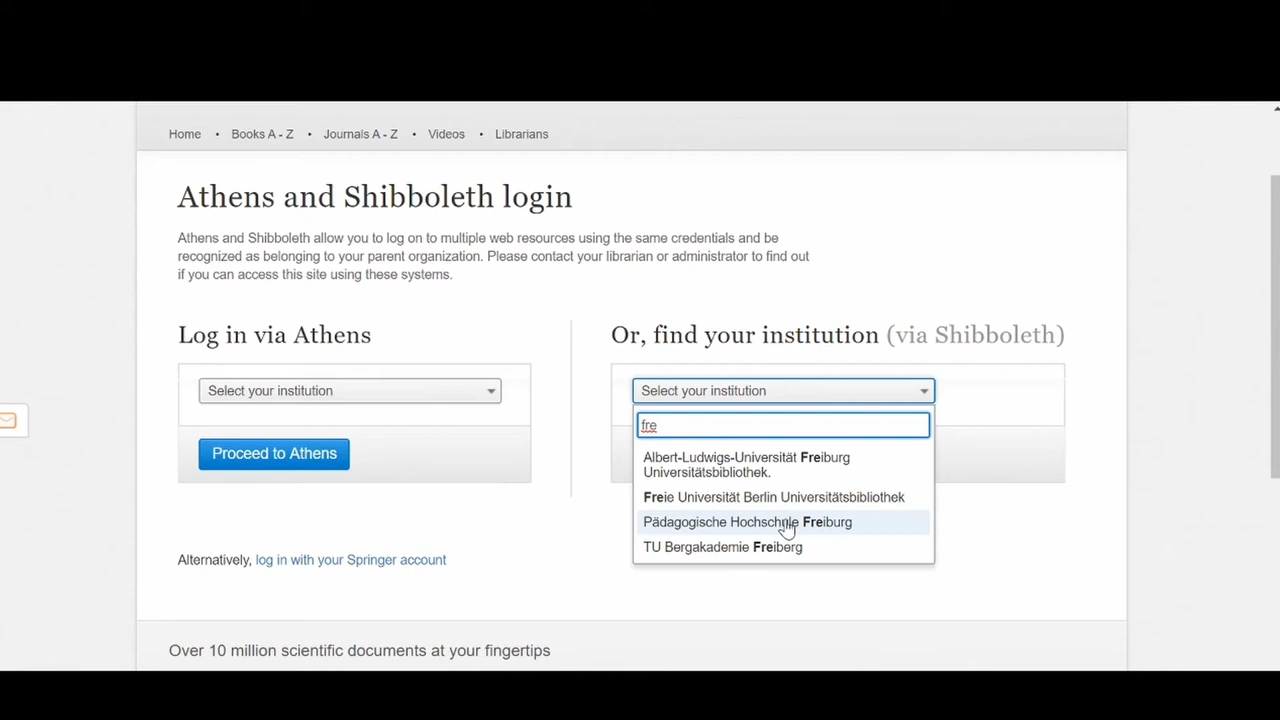 Home • Books A - Z • Journals A - Z • Videos • Librarians
Athens and Shibboleth login
Athens and Shibboleth allow you to log on to multiple web resources using the same credentials and be
recognized as belonging to your parent organization. Please contact your librarian or administrator to find out
if you can access this site using these systems.
Log in via Athens
Select your institution
Proceed to Athens
Or, find your institution (via Shibboleth)
Select your institution
fre
Albert-Ludwigs-Universität Freiburg
Universitätsbibliothek.
Freie Universität Berlin Universitätsbibliothek
Pädagogische Hochschule Freiburg
TU Bergakademie Freiberg
Alternatively, log in with your Springer account
Over 10 million scientific documents at your fingertips